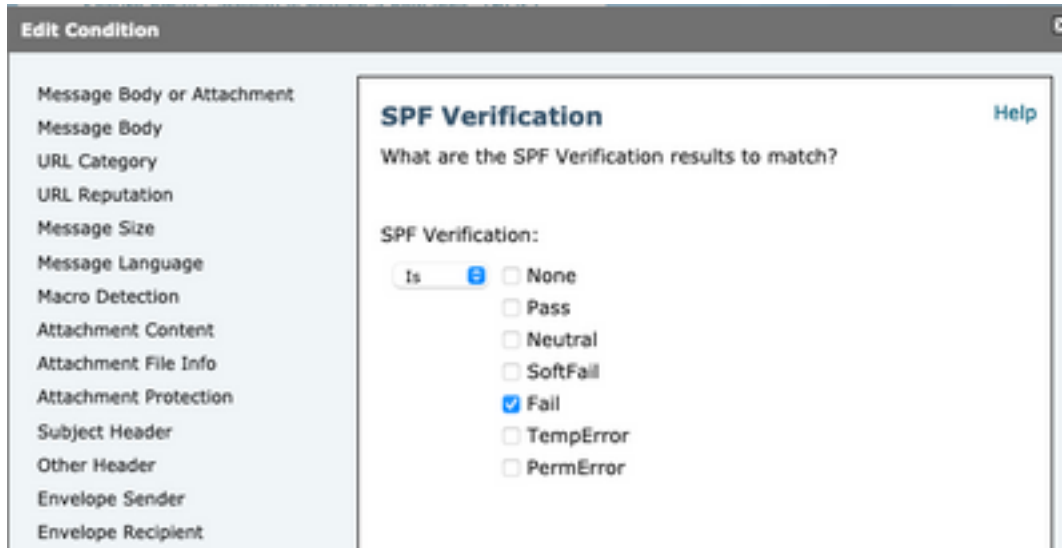 Edit Condition
Message Body or Attachment
Message Body
URL Category
URL Reputation
Message Size
Message Language
Macro Detection
Attachment Content
Attachment File Info
Attachment Protection
Subject Header
Other Header
Envelope Sender
Envelope Recipient
SPF Verification
Help
What are the SPF Verification results to match?
SPF Verification:
Is
None
Pass
Neutral
SoftFail
Fail
TempError
PermError